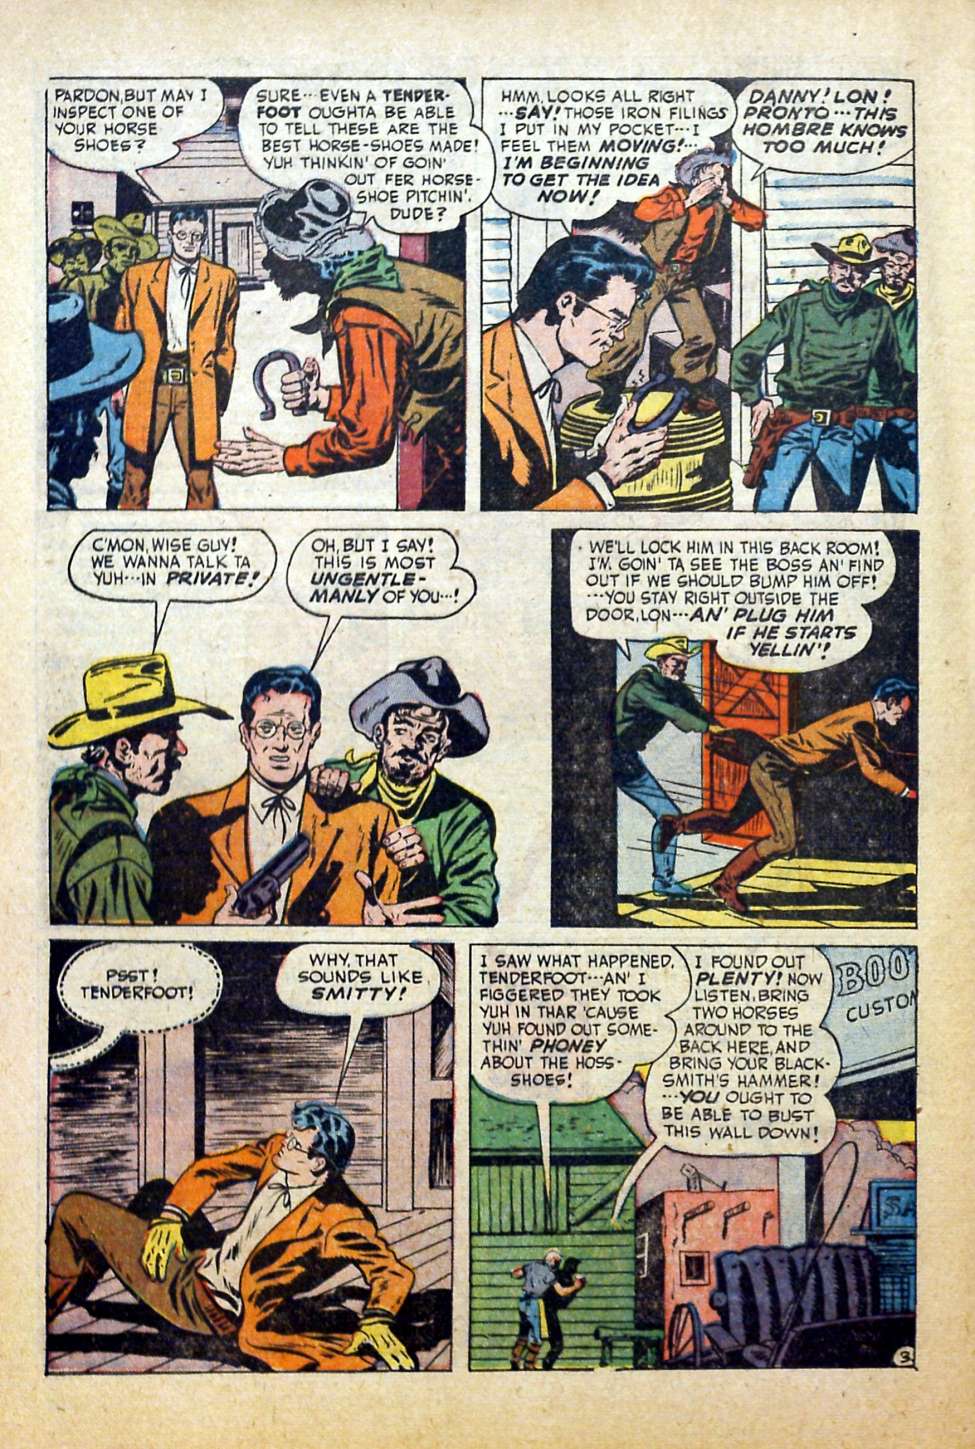 PARDON, BUT MAY I
INSPECT ONE OF
YOUR HORSE
SHOES?
SURE--- EVEN A TENDER-
FOOT OUGHTA BE ABLE
TO TELL THESE ARE THE
BEST HORSE-SHOES MADE!
YUH THINKIN' OF GOIN'
OUT FER HORSE-
SHOE PITCHIN',
DUDE?
HMM, LOOKS ALL RIGHT
---SAY! THOSE IRON FILINGS
I PUT IN MY POCKET---I
FEEL THEM MOVING!---
I'M BEGINNING
TO GET THE IDEA
NOW!
DANNY! LON!
PRONTO---THIS
HOMBRE KNOWS
TOO MUCH!
C'MON, WISE GUY!
WE WANNA TALK TA
YUH---IN PRIVATE!
OH, BUT I SAY!
THIS IS MOST
UNGENTLE-
MANLY OF YOU---!
WE'LL LOCK HIM IN THIS BACK ROOM!
I'M GOIN' TA SEE THE BOSS AN' FIND
OUT IF WE SHOULD BUMP HIM OFF!
---YOU STAY RIGHT OUTSIDE THE
DOOR, LON---AN' PLUG HIM
IF HE STARTS
YELLIN'!
PSST!
TENDERFOOT!
WHY, THAT
SOUNDS LIKE
SMITTY!
I SAW WHAT HAPPENED,
TENDERFOOT---AN' I
FIGGERED THEY TOOK
YUH IN THAR 'CAUSE
YUH FOUND OUT SOME-
THIN' PHONEY
ABOUT THE HOSS-
SHOES!
I FOUND OUT
PLENTY! NOW
LISTEN, BRING
TWO HORSES
AROUND TO THE
BACK HERE, AND
BRING YOUR BLACK-
SMITH'S HAMMER!
---YOU OUGHT TO
BE ABLE TO BUST
THIS WALL DOWN!
BOO
CUSTOM
3